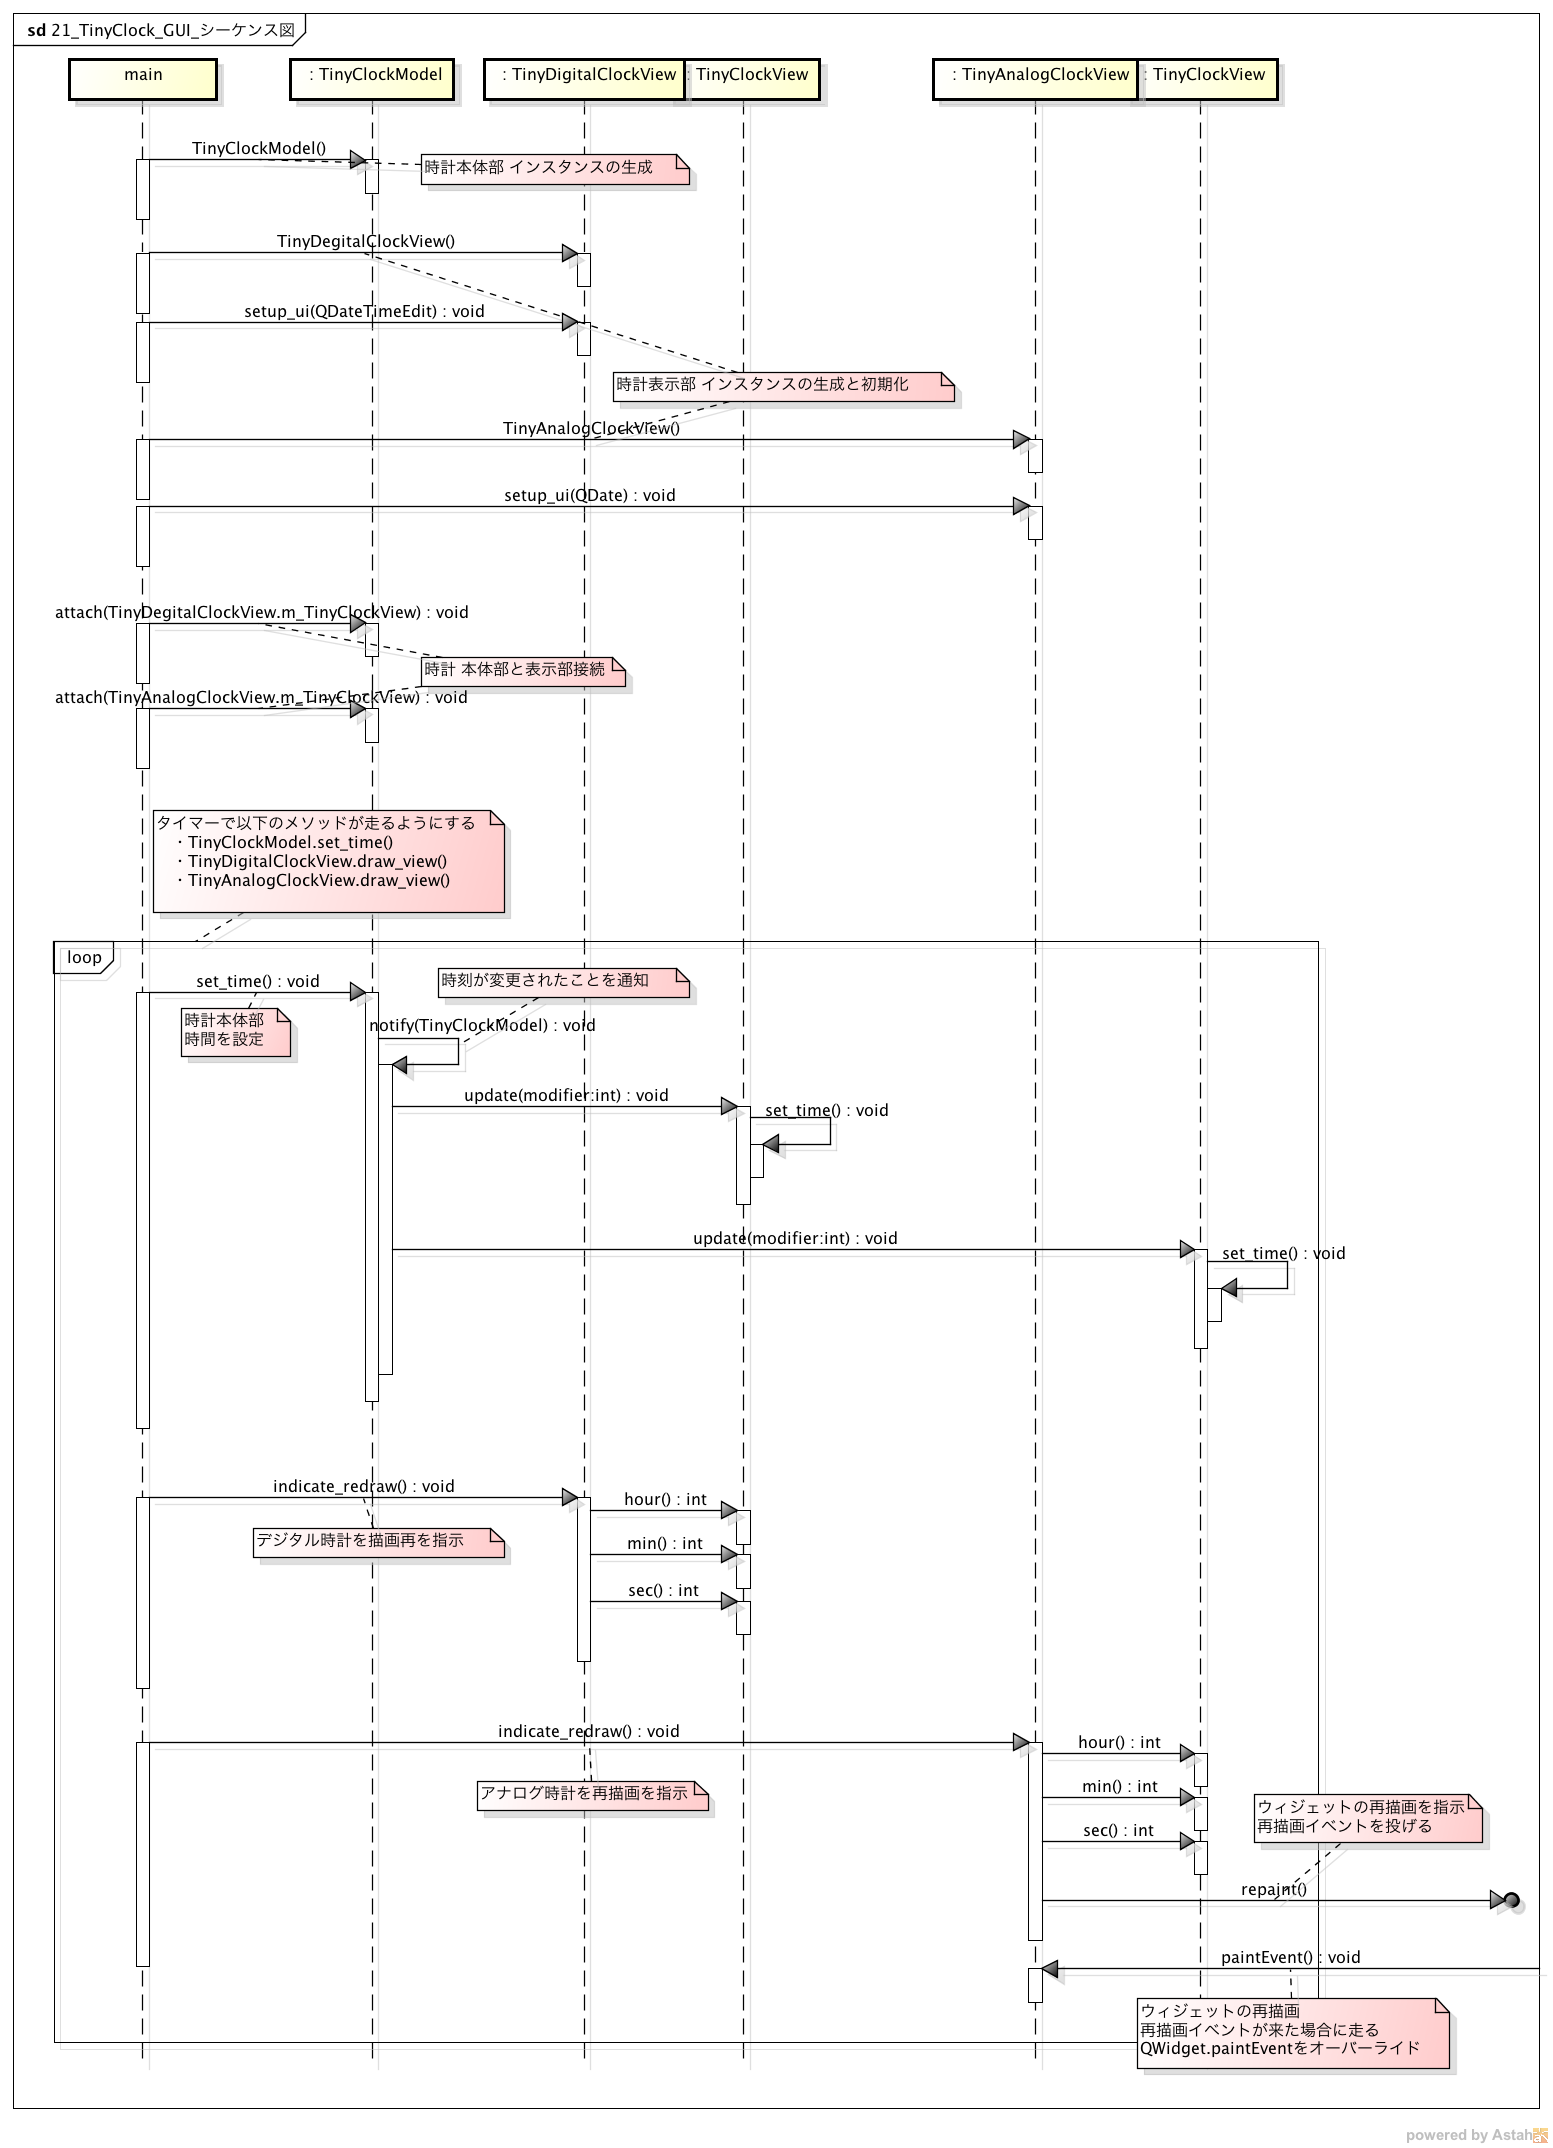 sd 21_TinyClock_GUI_シーケンス図
main
: TinyClockModel
: TinyDigitalClockView
: TinyClockView
: TinyAnalogClockView
: TinyClockView
TinyClockModel()
時計本体部 インスタンスの生成
TinyDegitalClockView()
setup_ui(QDateTimeEdit) : void
時計表示部 インスタンスの生成と初期化
TinyAnalogClockView()
setup_ui(QDate) : void
attach(TinyDegitalClockView.m_TinyClockView) : void
時計 本体部と表示部接続
attach(TinyAnalogClockView.m_TinyClockView) : void
タイマーで以下のメソッドが走るようにする
・TinyClockModel.set_time()
・TinyDigitalClockView.draw_view()
・TinyAnalogClockView.draw_view()
loop
set_time() : void
時刻が変更されたことを通知
時計本体部
時間を設定
notify(TinyClockModel) : void
update(modifier:int) : void
set_time() : void
update(modifier:int) : void
set_time() : void
indicate_redraw() : void
hour() : int
デジタル時計を描画再を指示
min() : int
sec() : int
indicate_redraw() : void
hour() : int
アナログ時計を再描画を指示
min() : int
ウィジェットの再描画を指示
再描画イベントを投げる
sec() : int
repaint()
paintEvent() : void
ウィジェットの再描画
再描画イベントが来た場合に走る
QWidget.paintEventをオーバーライド
powered by Astah